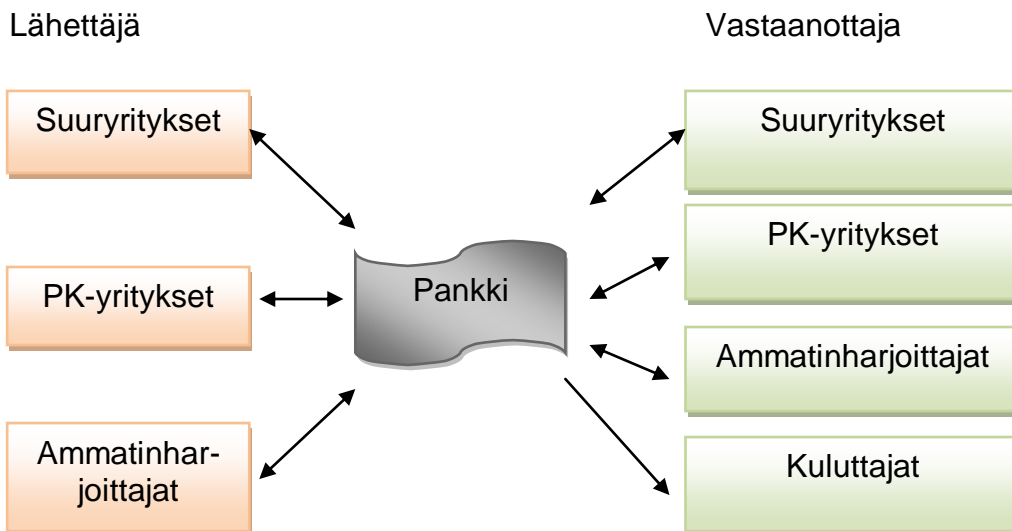 Lähettäjä
Vastaanottaja
Suuryritykset
Suuryritykset
PK-yritykset
PK-yritykset
Pankki
Ammatinharjoittajat
Ammatinhar-
joittajat
Kuluttajat